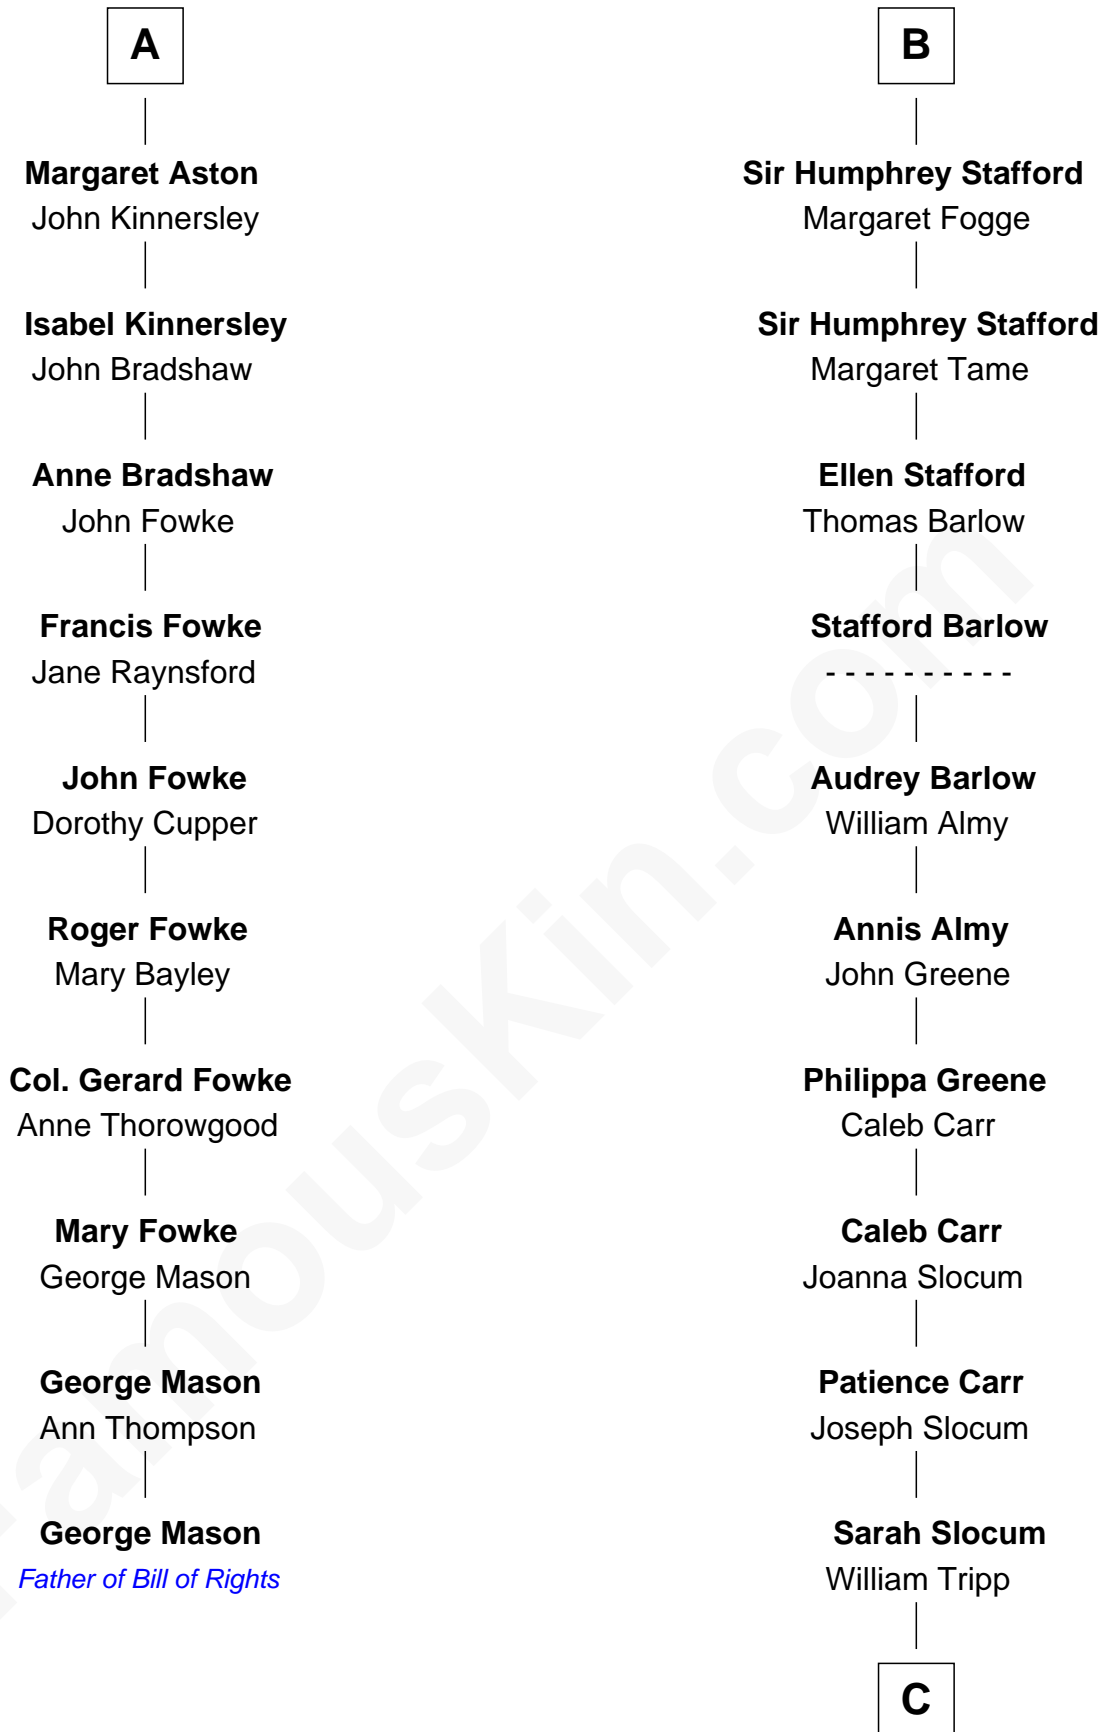 A
Margaret Aston
John Kinnersley
Isabel Kinnersley
John Bradshaw
Anne Bradshaw
John Fowke
Francis Fowke
Jane Raynsford
John Fowke
Dorothy Cupper
Roger Fowke
Mary Bayley
Col. Gerard Fowke
Anne Thorowgood
Mary Fowke
George Mason
George Mason
Ann Thompson
George Mason
Father of Bill of Rights
B
Sir Humphrey Stafford
Margaret Fogge
Sir Humphrey Stafford
Margaret Tame
Ellen Stafford
Thomas Barlow
Stafford Barlow
- - - - - - - - - -
Audrey Barlow
William Almy
Annis Almy
John Greene
Philippa Greene
Caleb Carr
Caleb Carr
Joanna Slocum
Patience Carr
Joseph Slocum
Sarah Slocum
William Tripp
C
FamousKin.com